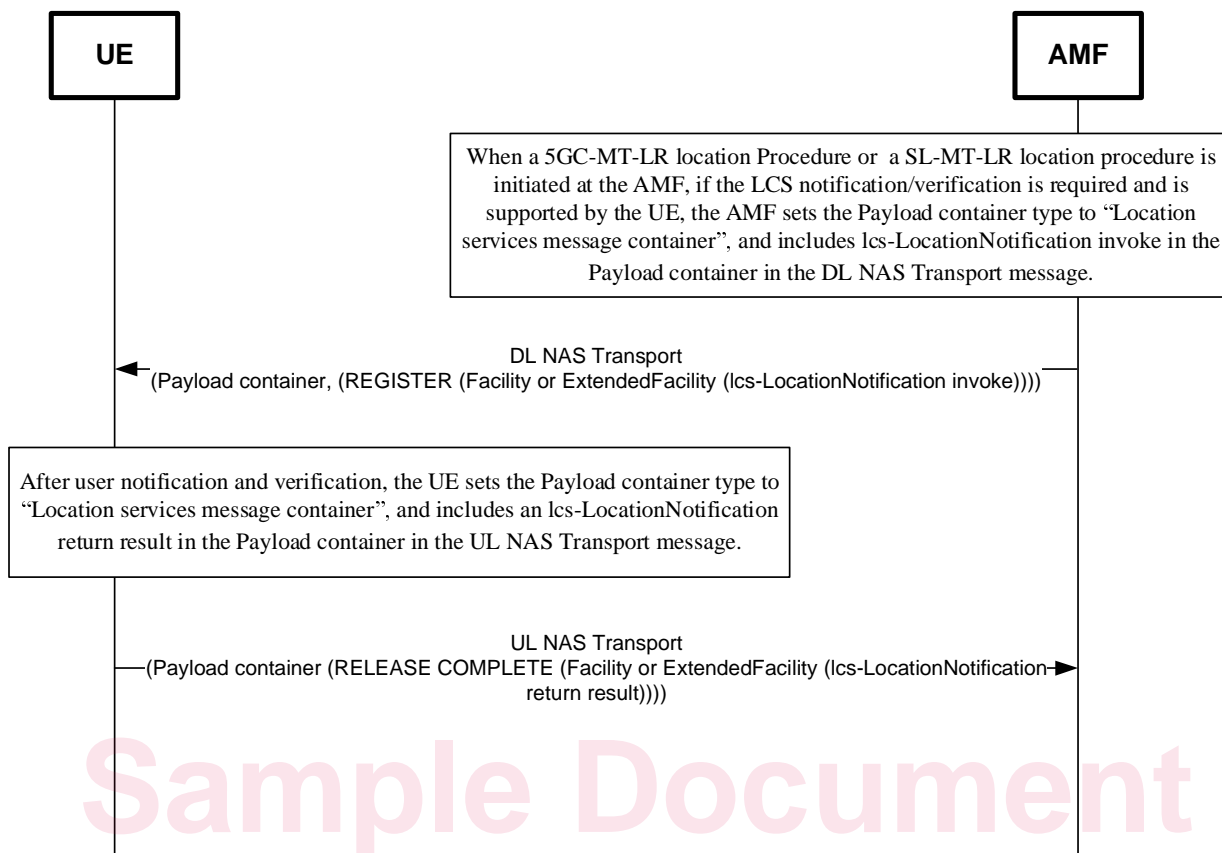 UE
AMF
When a 5GC-MT-LR location Procedure or a SL-MT-LR location procedure is
initiated at the AMF, if the LCS notification/verification is required and is
supported by the UE, the AMF sets the Payload container type to “Location
services message container”, and includes lcs-LocationNotification invoke in the
Payload container in the DL NAS Transport message.
DL NAS Transport
(Payload container, (REGISTER (Facility or ExtendedFacility (lcs-LocationNotification invoke))))
After user notification and verification, the UE sets the Payload container type to
“Location services message container”, and includes an lcs-LocationNotification
return result in the Payload container in the UL NAS Transport message.
UL NAS Transport
(Payload container (RELEASE COMPLETE (Facility or ExtendedFacility (lcs-LocationNotification
return result))))
Sample Document